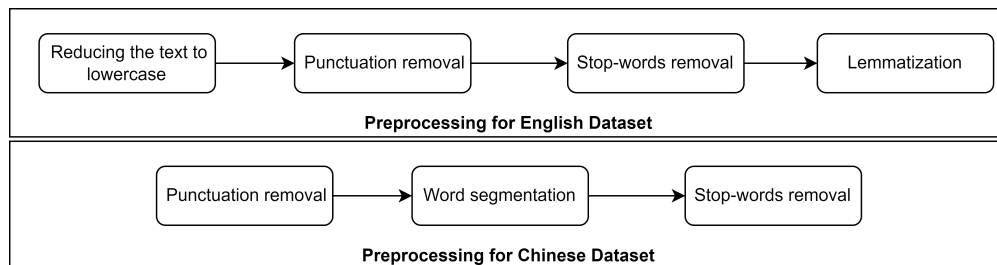 Reducing the text to
lowercase
Punctuation removal
Stop-words removal
Lemmatization
Preprocessing for English Dataset
Punctuation removal
Word segmentation
Stop-words removal
Preprocessing for Chinese Dataset